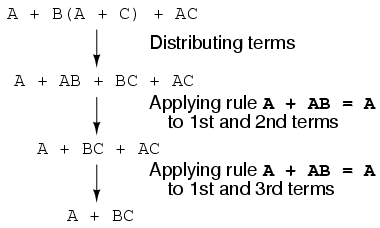 A + B(A + C) + AC
Distributing terms
A + AB + BC + AC
Applying rule A + AB = A
to 1st and 2nd terms
A + BC + AC
Applying rule A + AB = A
to 1st and 3rd terms
A + BC